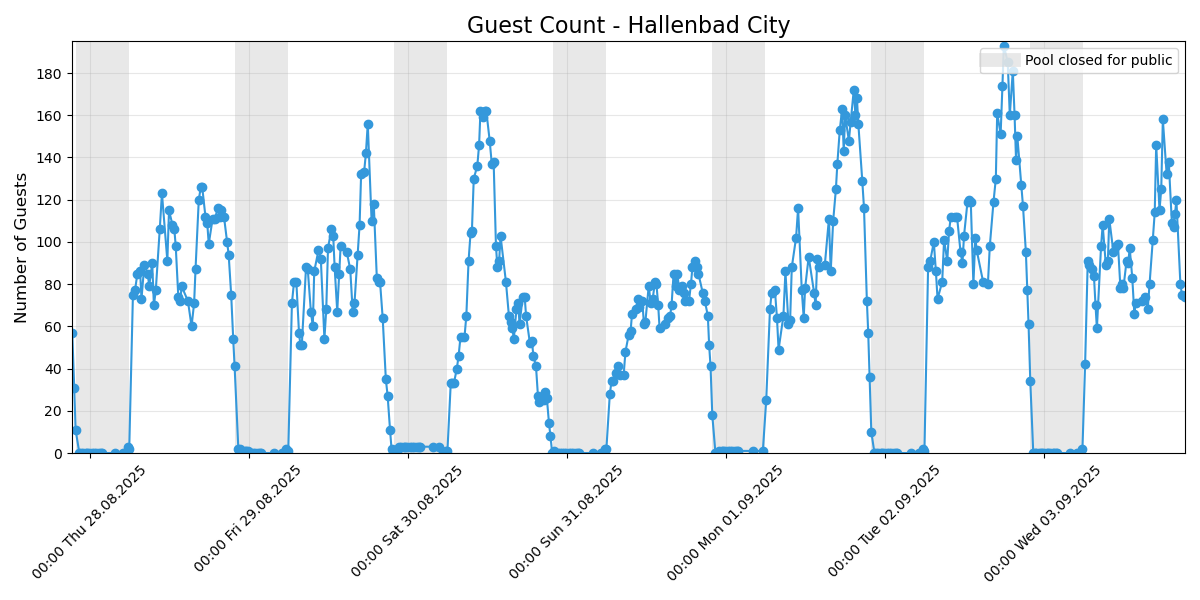 Guest Count - Hallenbad City
Pool closed for public
Number of Guests
180
160
140
120
100
80
60
40
20
0
00:00 Thu 28.08.2025
00:00 Fri 29.08.2025
00:00 Sat 30.08.2025
00:00 Sun 31.08.2025
00:00 Mon 01.09.2025
00:00 Tue 02.09.2025
00:00 Wed 03.09.2025